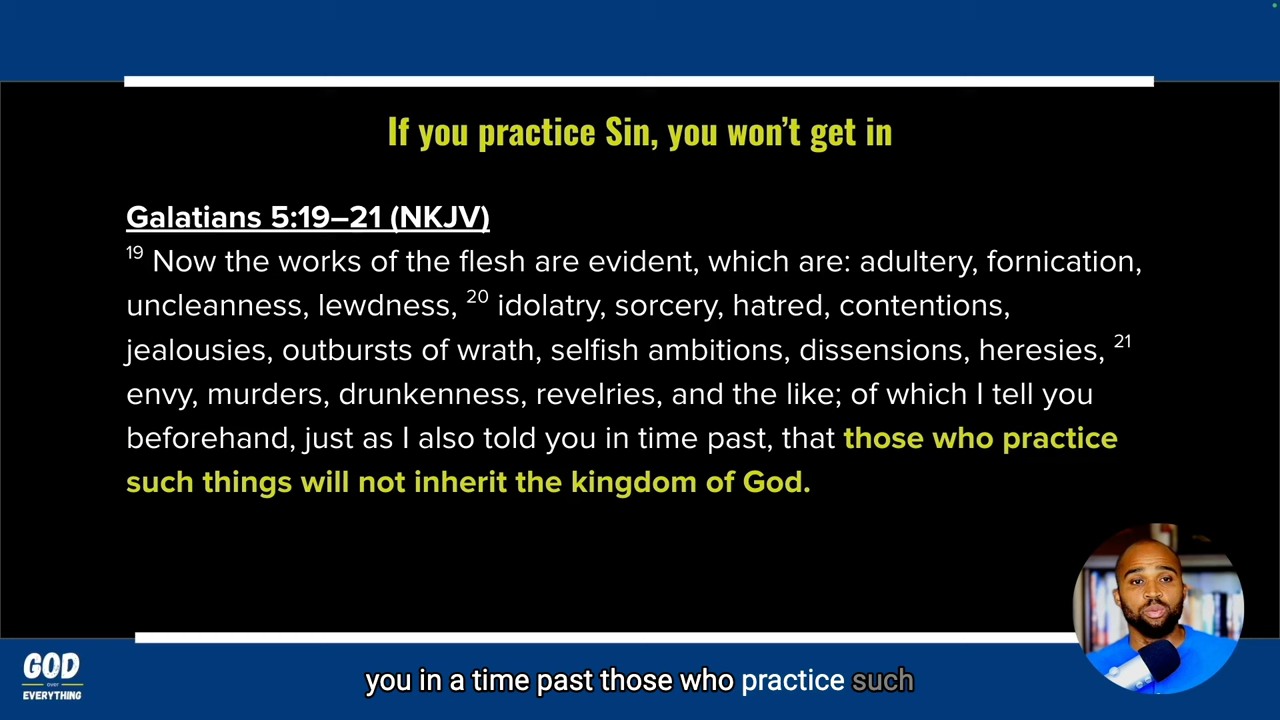 If you practice Sin, you won’t get in
Galatians 5:19–21 (NKJV)
19 Now the works of the flesh are evident, which are: adultery, fornication,
uncleanness, lewdness, 20 idolatry, sorcery, hatred, contentions,
jealousies, outbursts of wrath, selfish ambitions, dissensions, heresies, 21
envy, murders, drunkenness, revelries, and the like; of which I tell you
beforehand, just as I also told you in time past, that those who practice
such things will not inherit the kingdom of God.
GOD
OVER
EVERYTHING
you in a time past those who practice such